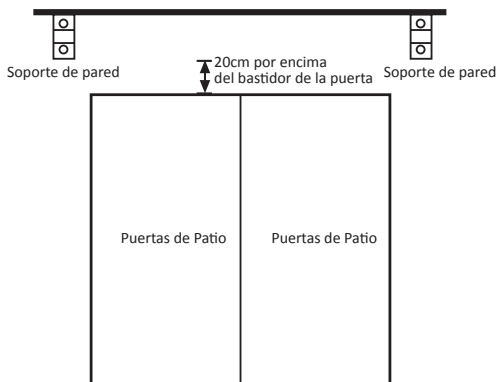 Soporte de pared
20cm por encima
del bastidor de la puerta
Soporte de pared
Puertas de Patio
Puertas de Patio